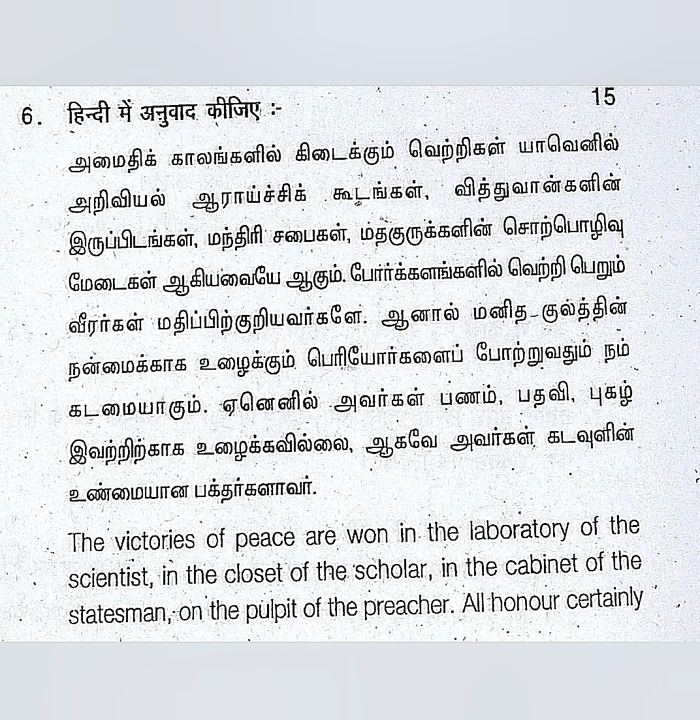 15
6. हिन्दी में अनुवाद कीजिए :-
அமைதிக் காலங்களில் கிடைக்கும் வெற்றிகள் யாவெனில்
அறிவியல் ஆராய்ச்சிக் கூடங்கள், வித்துவான்களின்
இருப்பிடங்கள், மந்திரி சபைகள், மதகுருக்களின் சொற்பொழிவு
மேடைகள் ஆகியவையே ஆகும். போர்க்களங்களில் வெற்றி பெறும்
வீரர்கள் மதிப்பிற்குறியவர்களே. ஆனால் மனித-குலத்தின்
நன்மைக்காக உழைக்கும் பெரியோர்களைப் போற்றுவதும் நம்
கடமையாகும். ஏனெனில் அவர்கள் பணம், பதவி, புகழ்
இவற்றிற்காக உழைக்கவில்லை, ஆகவே அவர்கள் கடவுளின்
உண்மையான பக்தர்களாவர்.
The victories of peace are won in the laboratory of the
scientist, in the closet of the scholar, in the cabinet of the
statesman, on the pulpit of the preacher. All honour certainly